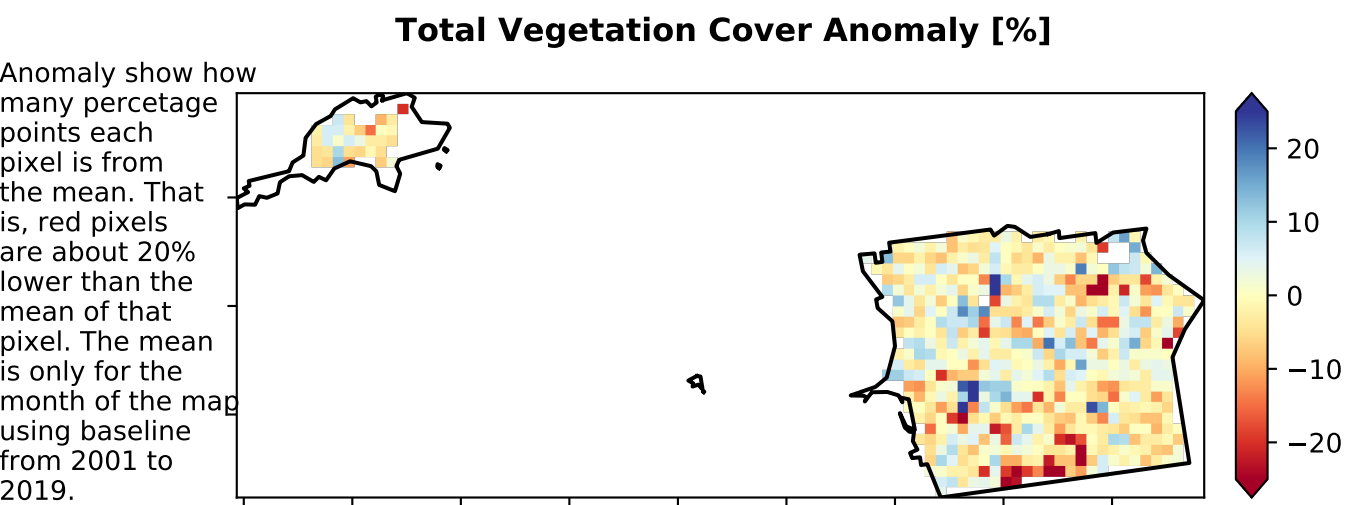 Total Vegetation Cover Anomaly [%]
Anomaly show how
many percetage
points each
pixel is from
the mean. That
is, red pixels
are about 20%
lower than the
mean of that
pixel. The mean
is only for the
month of the map
using baseline
from 2001 to
2019.
20
10
0
−10
−20